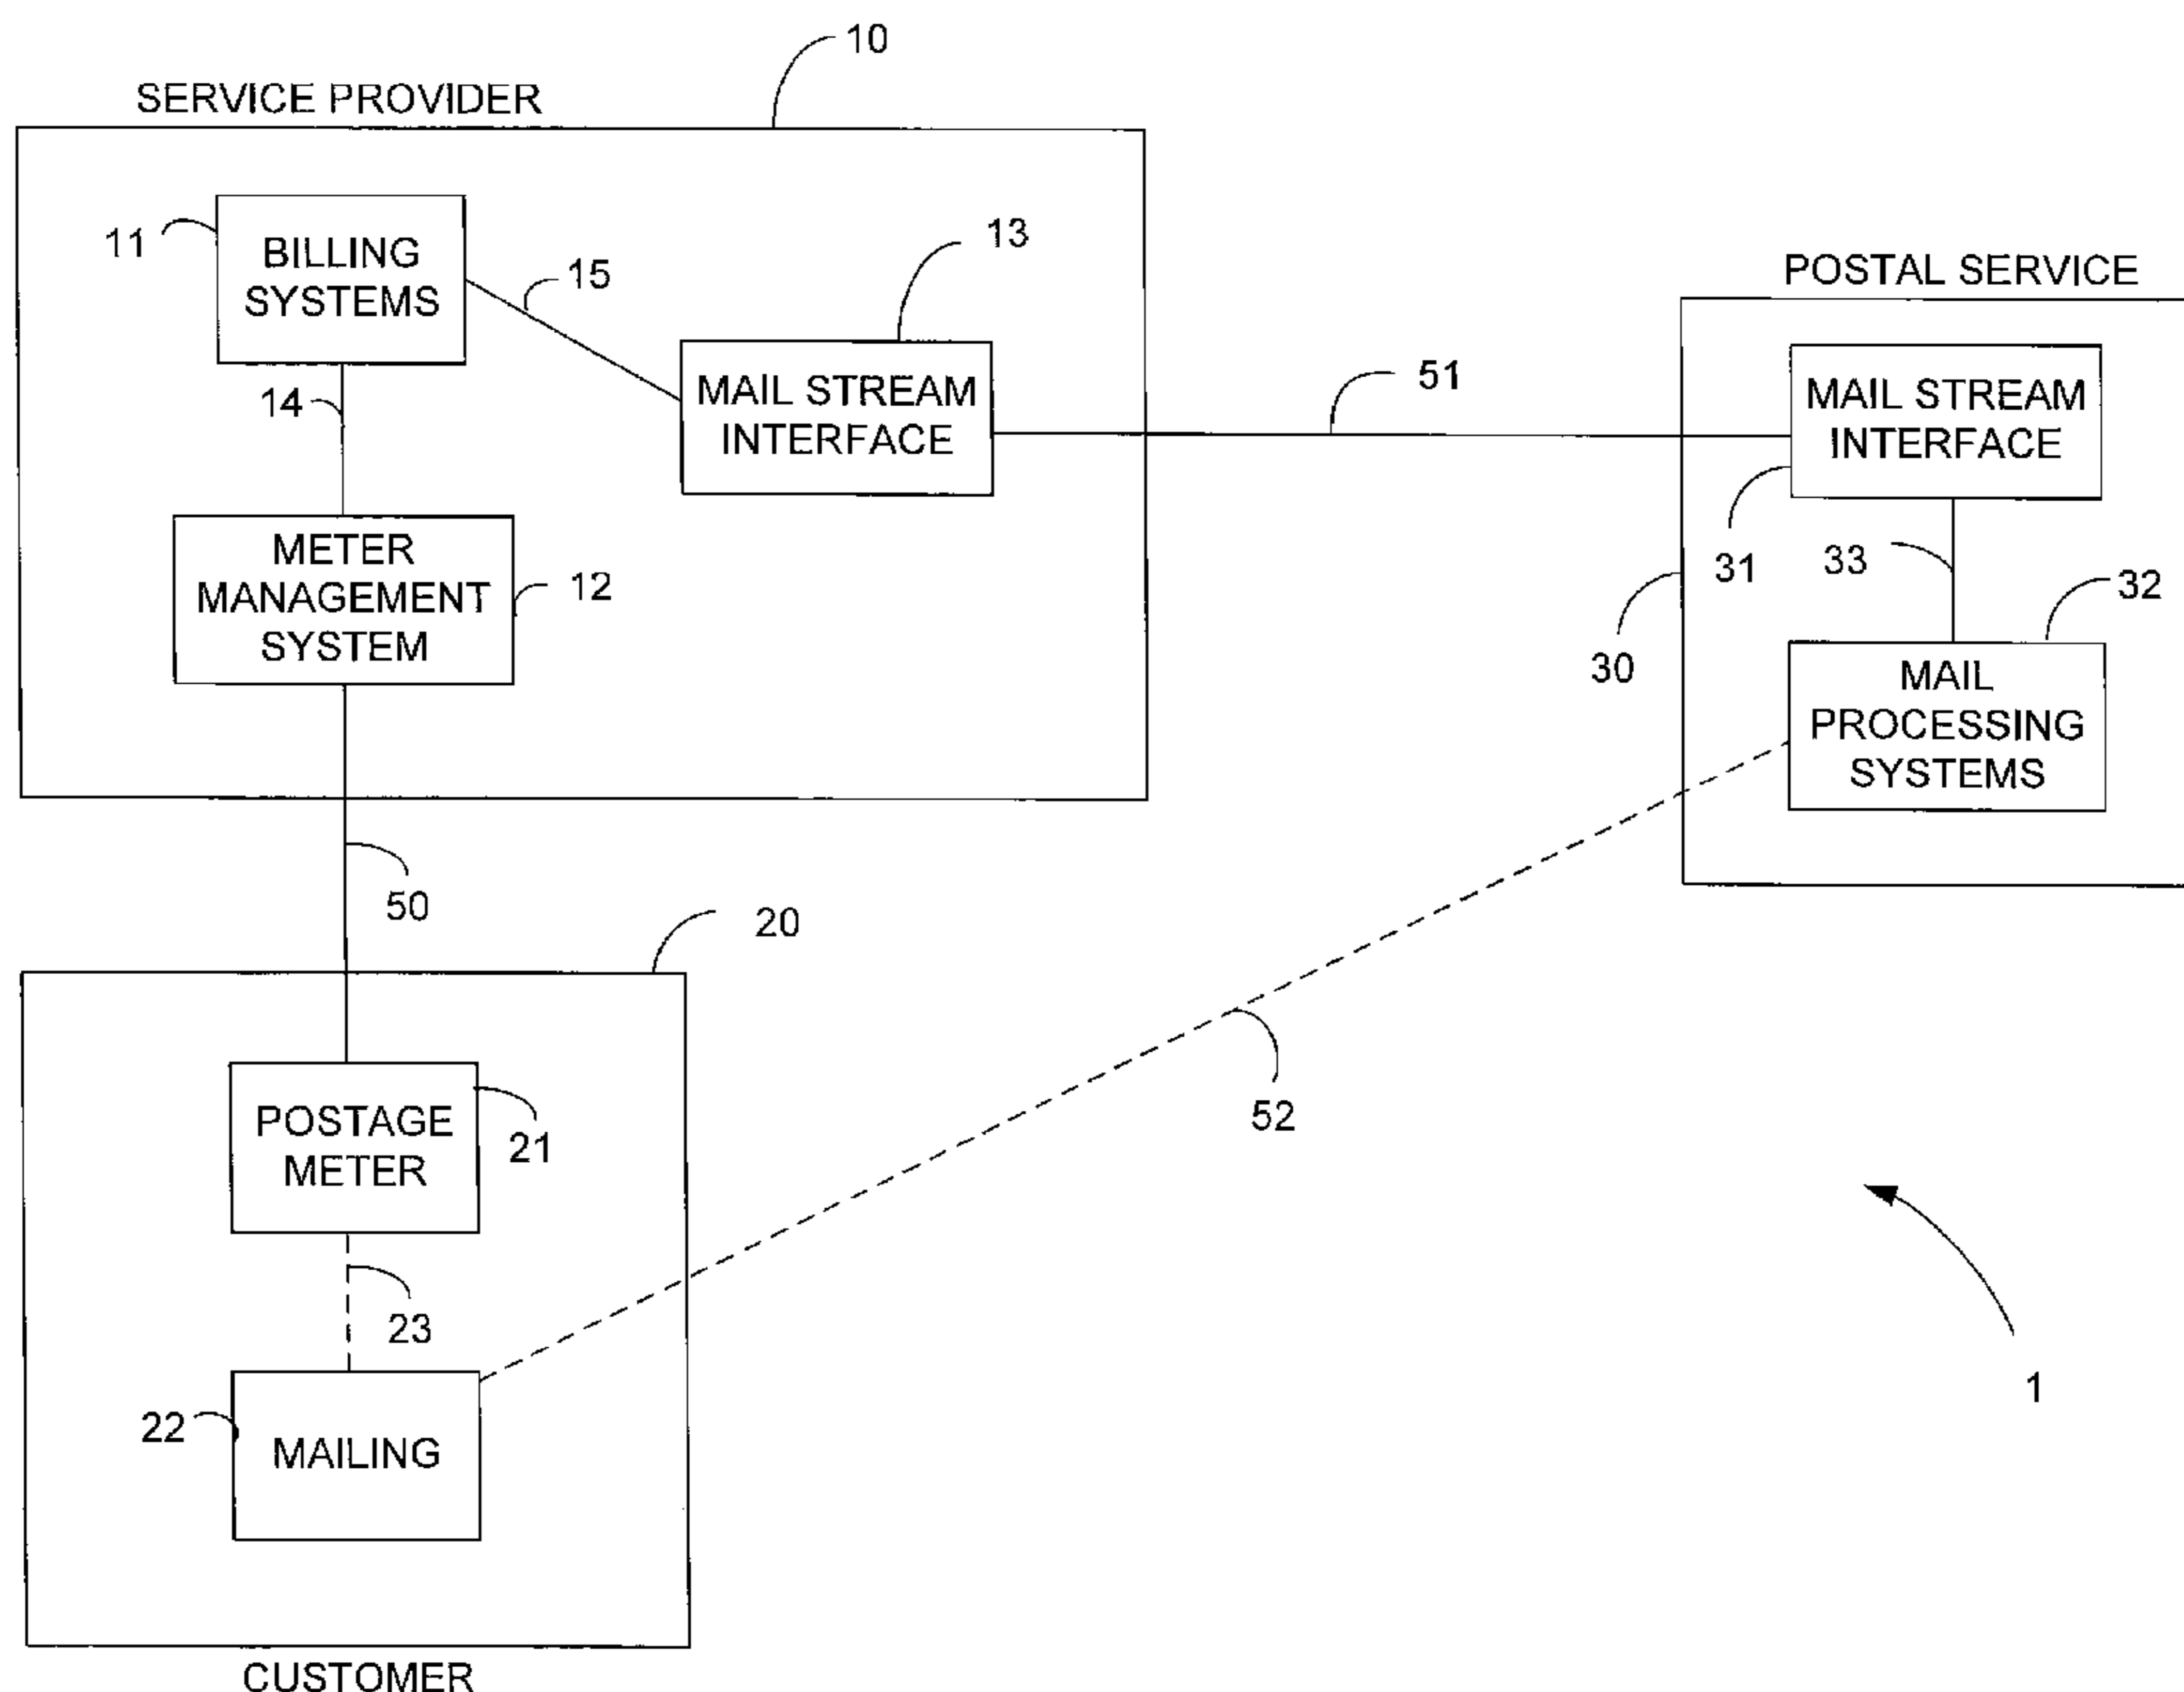 10
SERVICE PROVIDER
11
BILLING
SYSTEMS
15
13
14
MAIL STREAM
INTERFACE
METER
MANAGEMENT
SYSTEM
12
51
POSTAL SERVICE
MAIL STREAM
INTERFACE
31
33
32
30
MAIL
PROCESSING
SYSTEMS
50
20
POSTAGE
METER
21
52
23
22
MAILING
1
CUSTOMER